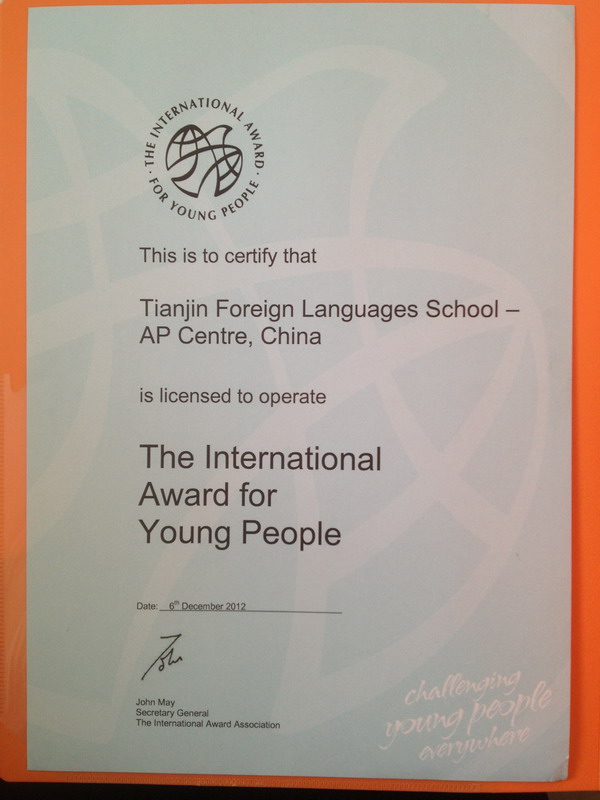 · THE INTERNATIONAL AWARD ·
FOR YOUNG PEOPLE
This is to certify that
Tianjin Foreign Languages School –
AP Centre, China
is licensed to operate
The International
Award for
Young People
Date: 6th December 2012
John
John May
Secretary General
The International Award Association
challenging
young people
everywhere